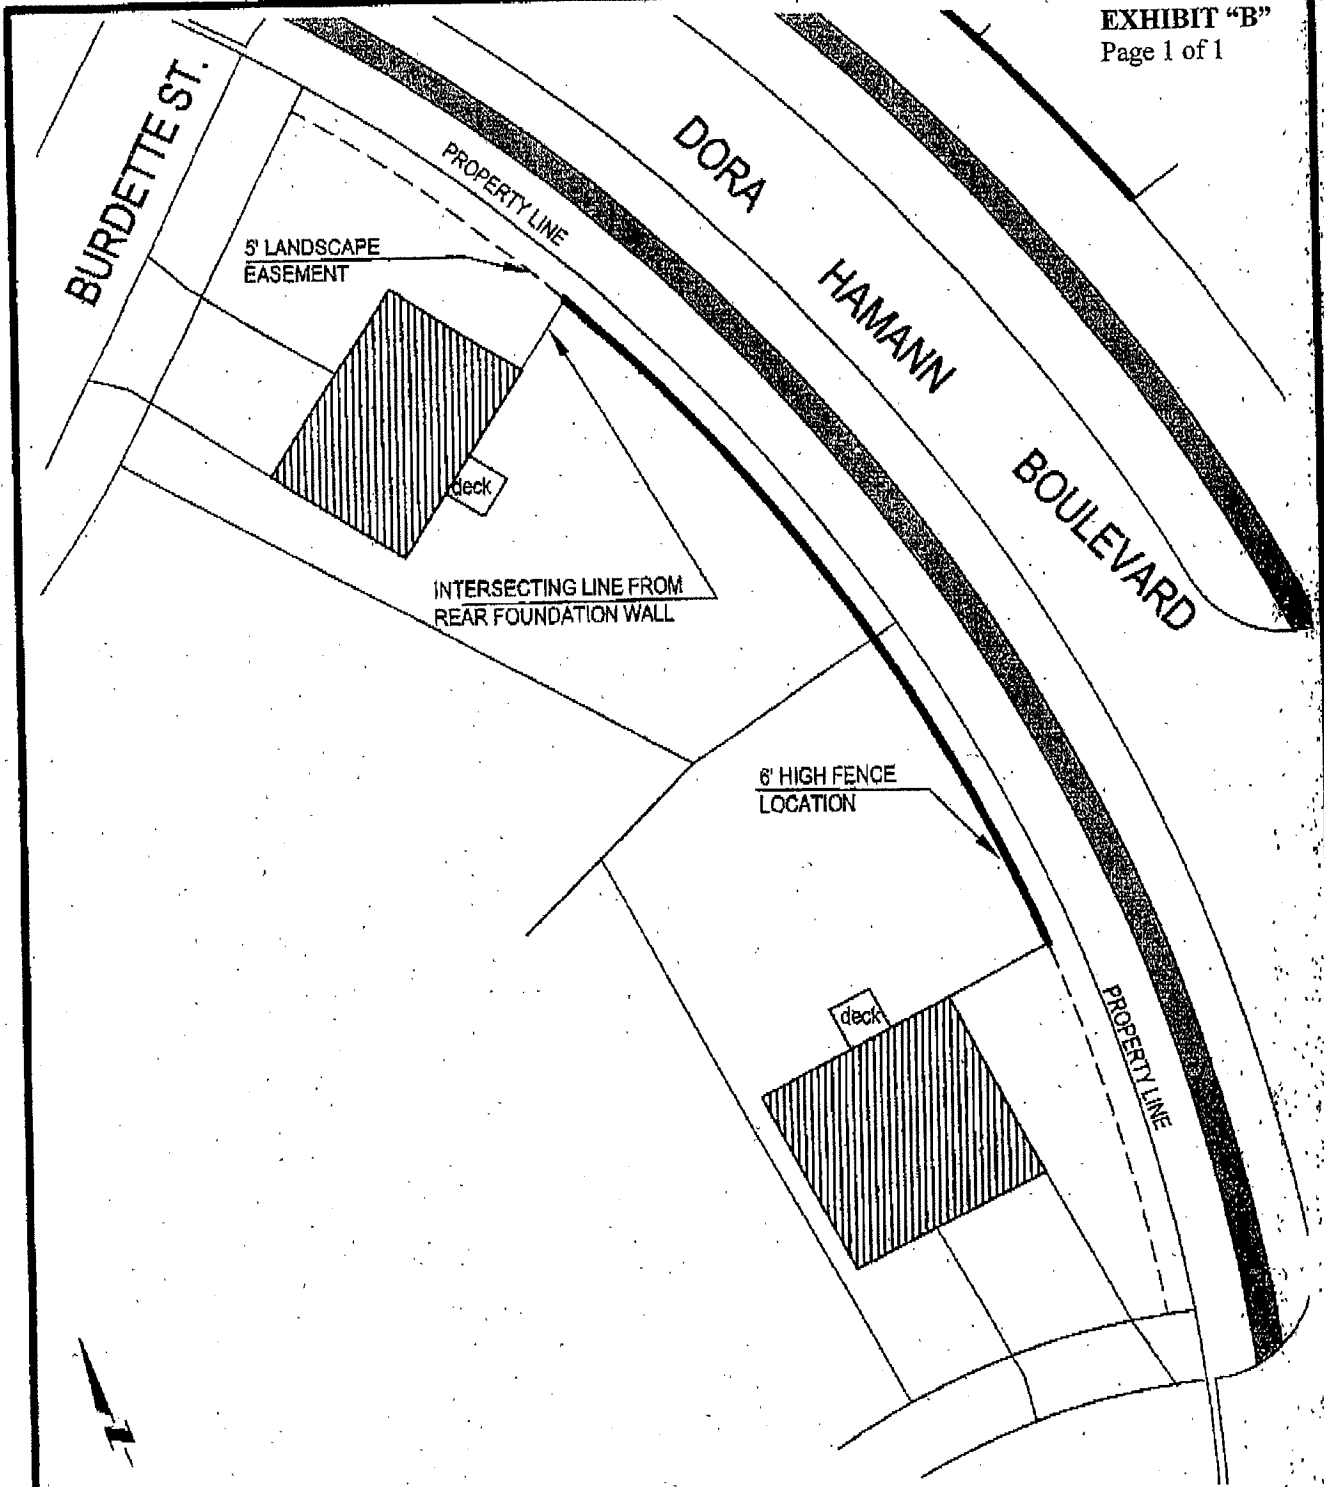 EXHIBIT “B”
Page 1 of 1
BURDETTE ST.
DORA
HAMANN
BOULEVARD
PROPERTY LINE
5' LANDSCAPE
EASEMENT
deck
INTERSECTING LINE FROM
REAR FOUNDATION WALL
6' HIGH FENCE
LOCATION
deck
PROPERTY LINE
N